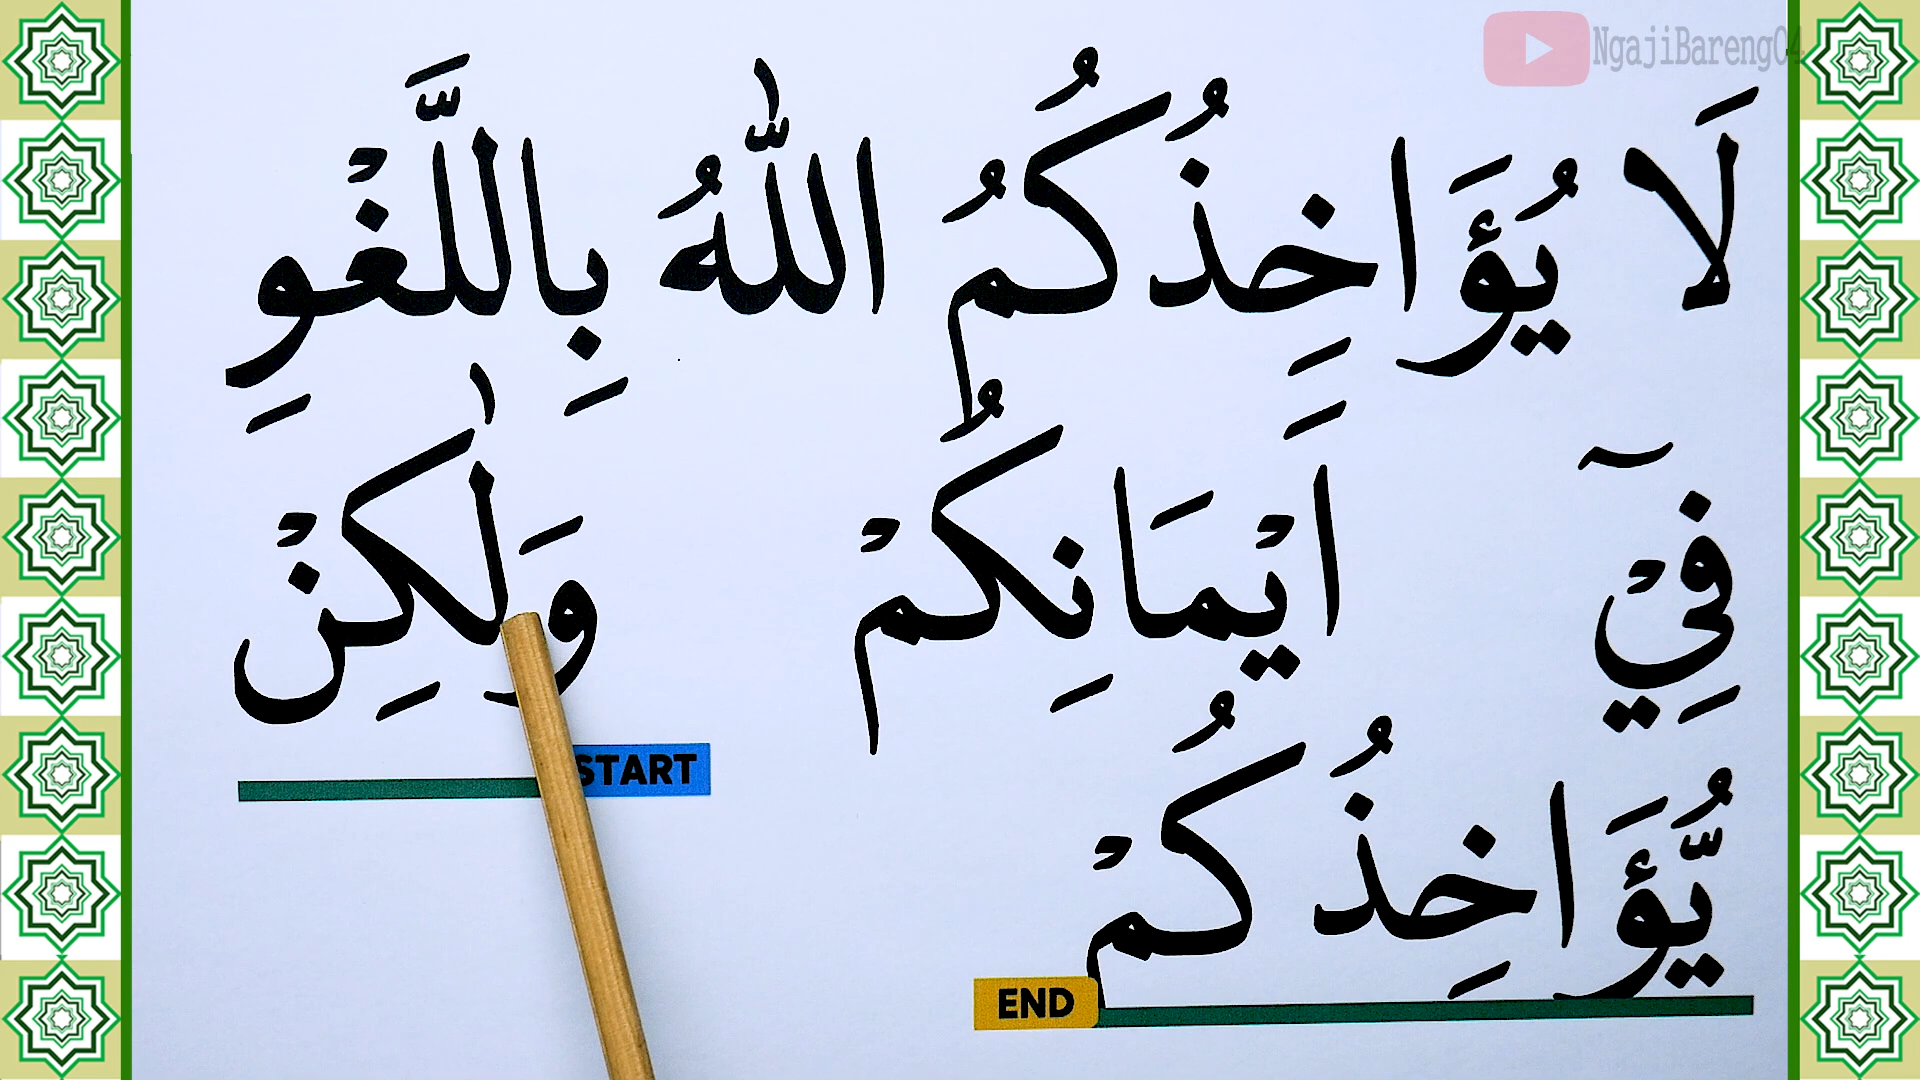 NgajiBareng04
لَا يُؤَاخِذُكُمُ اللّٰهُ بِاللَّغْوِ
فِيْٓ اَيْمَانِكُمْ وَلٰكِنْ
START
يُّؤَاخِذُكُمْ
END